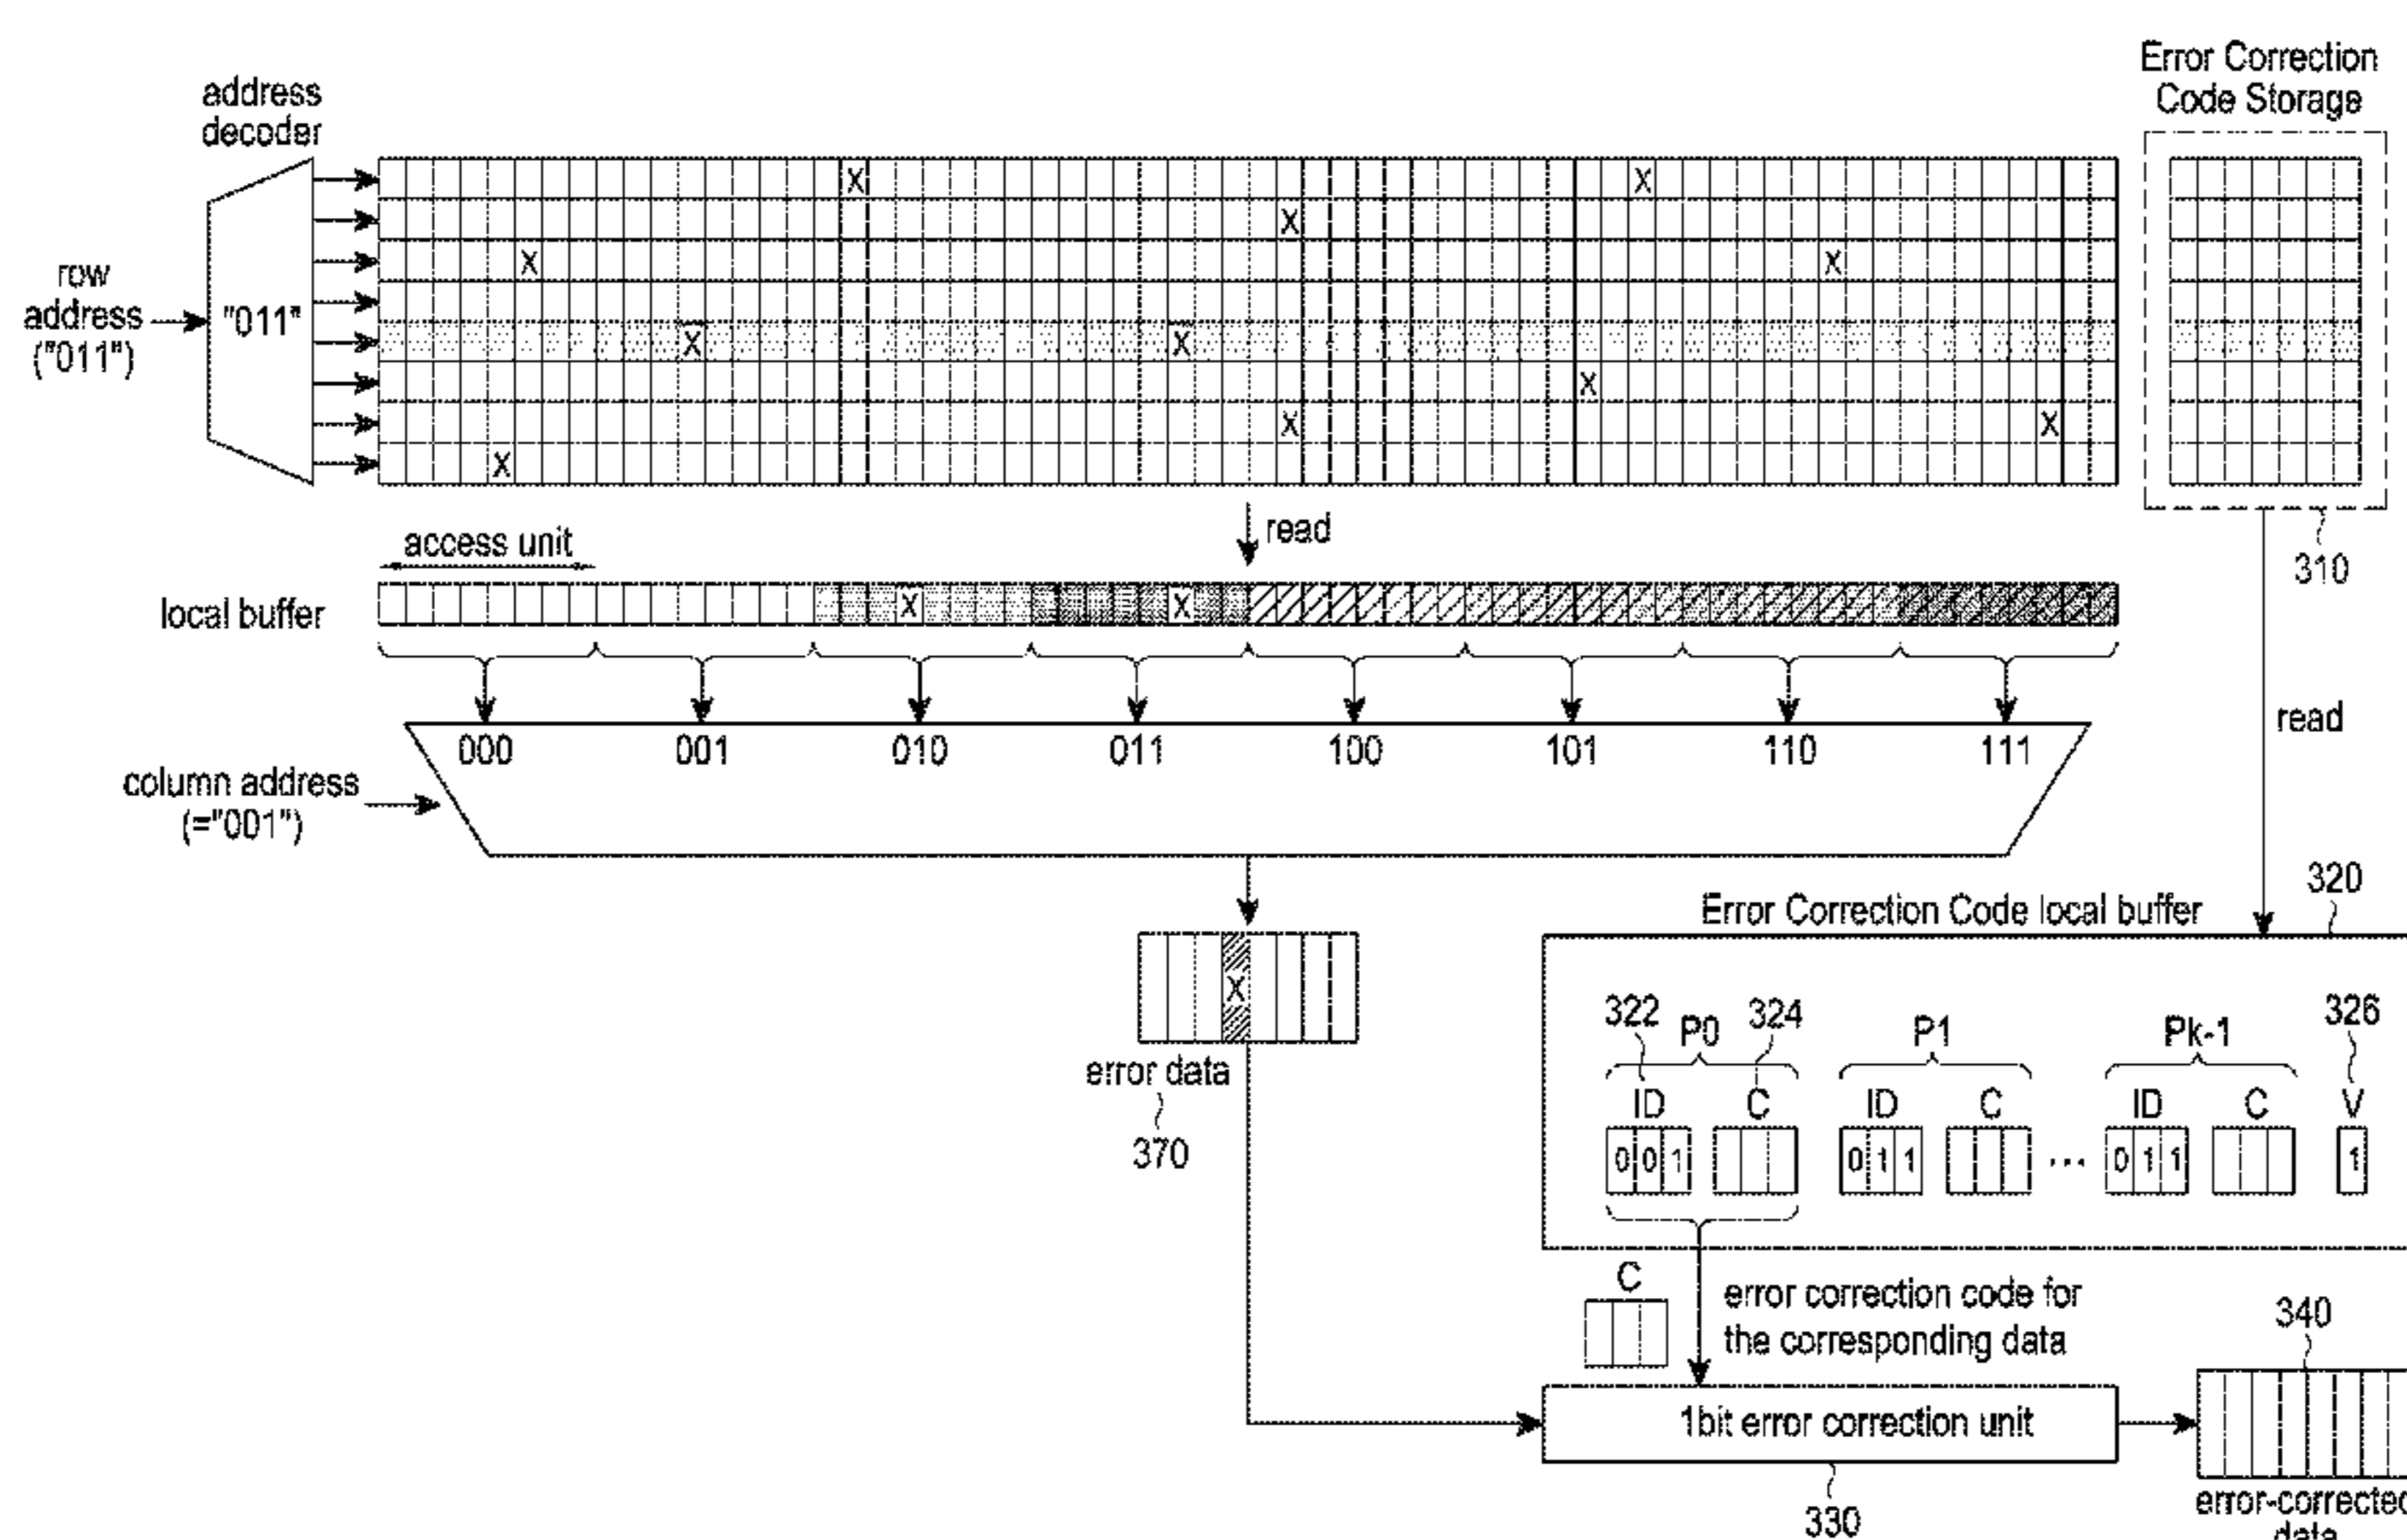 Error Correction
Code Storage
address
decoder
X
X
X
row
address
("011")
"011"
X
X
X
X
X
X
X
X
X
310
read
access unit
local buffer
X
X
read
000
001
010
011
100
101
110
111
column address
(="001")
Error Correction Code local buffer
320
X
error data
370
322
P0
324
P1
Pk-1
326
ID
C
ID
C
ID
C
V
0 0 1
0 1 1
...
0 1 1
1
C
error correction code for
the corresponding data
340
1bit error correction unit
330
error-corrected
data